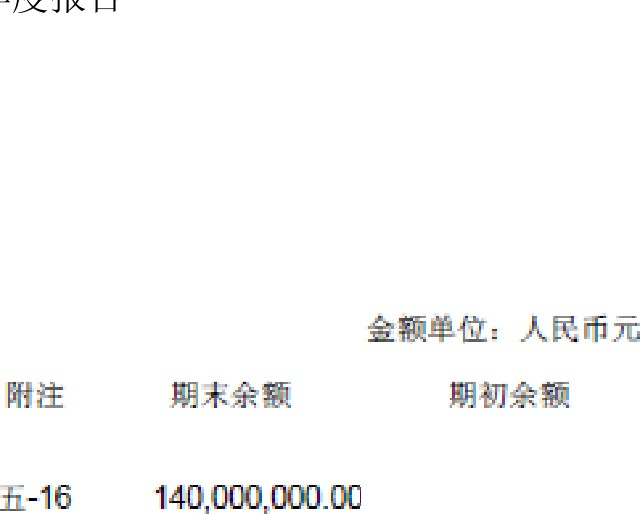 年度报告
金额单位：人民币元
附注 期末余额 期初余额
五-16 140,000,000.00